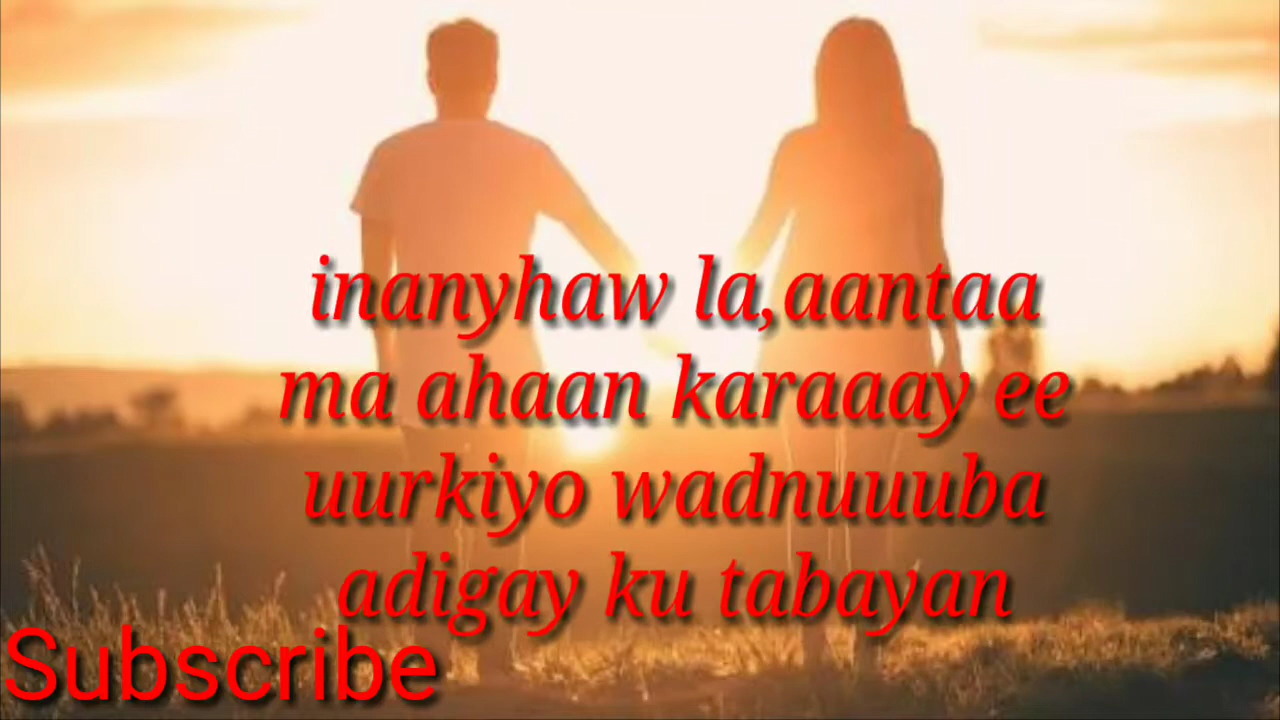 inanyhaw la,aantaa
ma ahaan karaaay ee
uurkiyo wadnuuuba
adigay ku tabayan
Subscribe